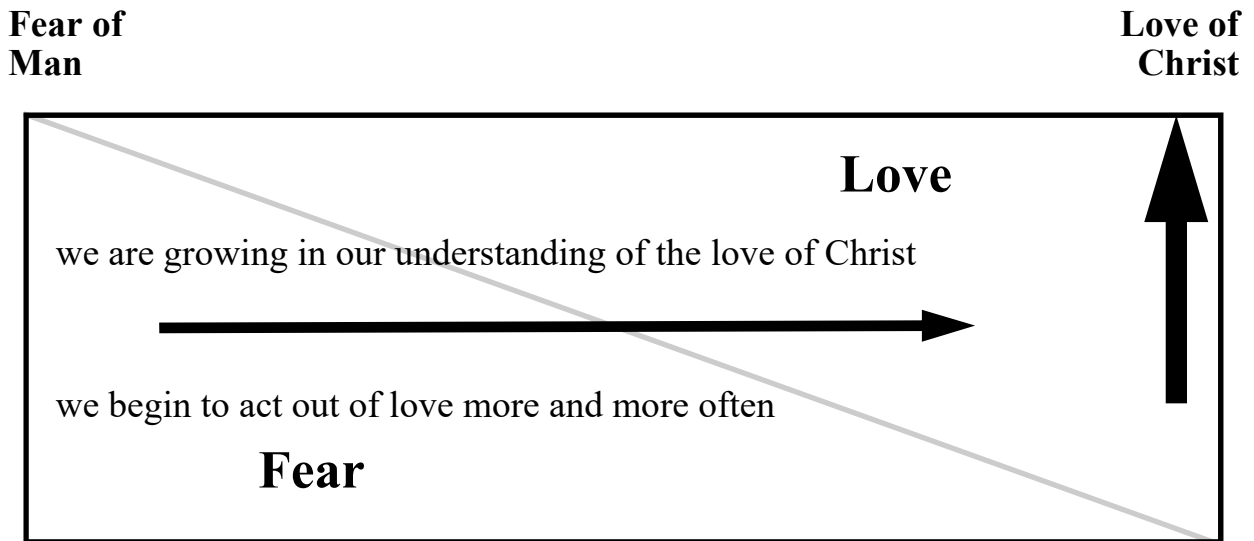 Fear of
Man
Love of
Christ
Love
we are growing in our understanding of the love of Christ
we begin to act out of love more and more often
Fear